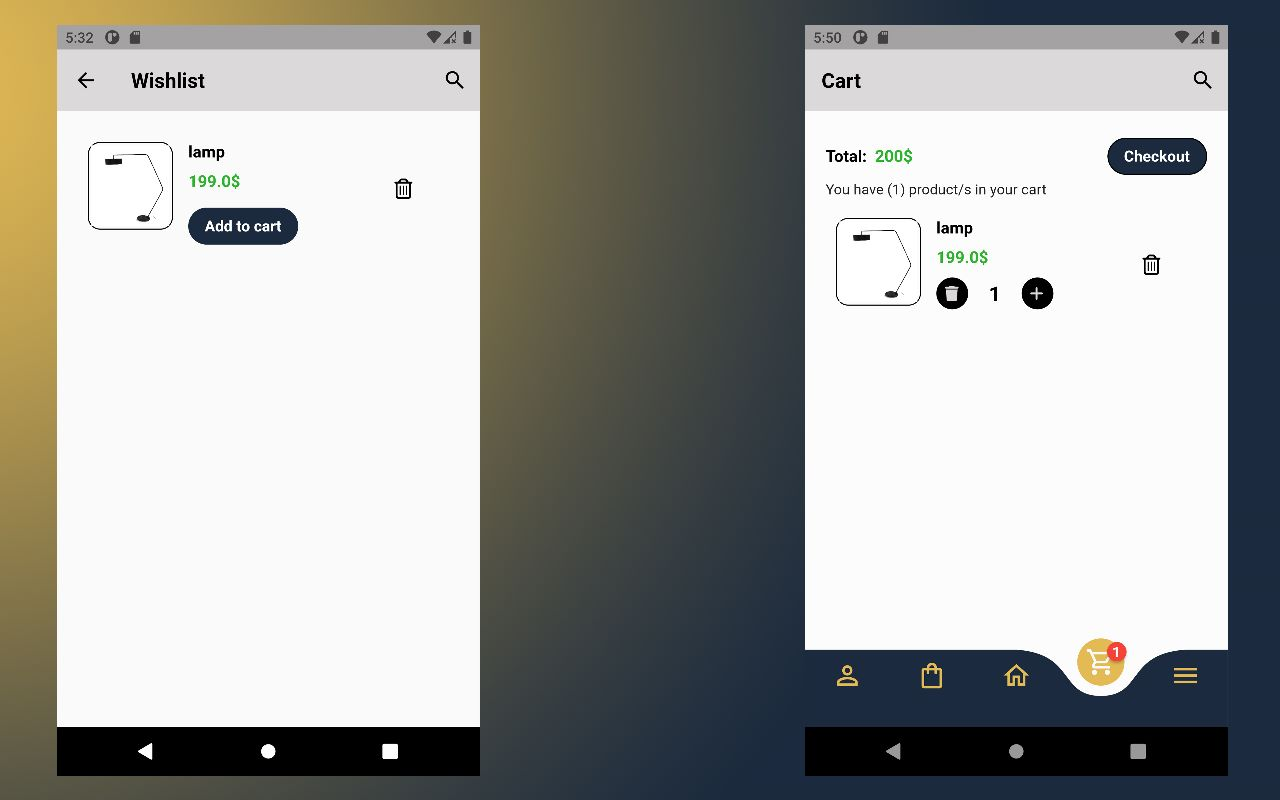 5:32
Wishlist
lamp
199.0$
Add to cart
5:50
Cart
Total: 200$
Checkout
You have (1) product/s in your cart
lamp
199.0$
1
1